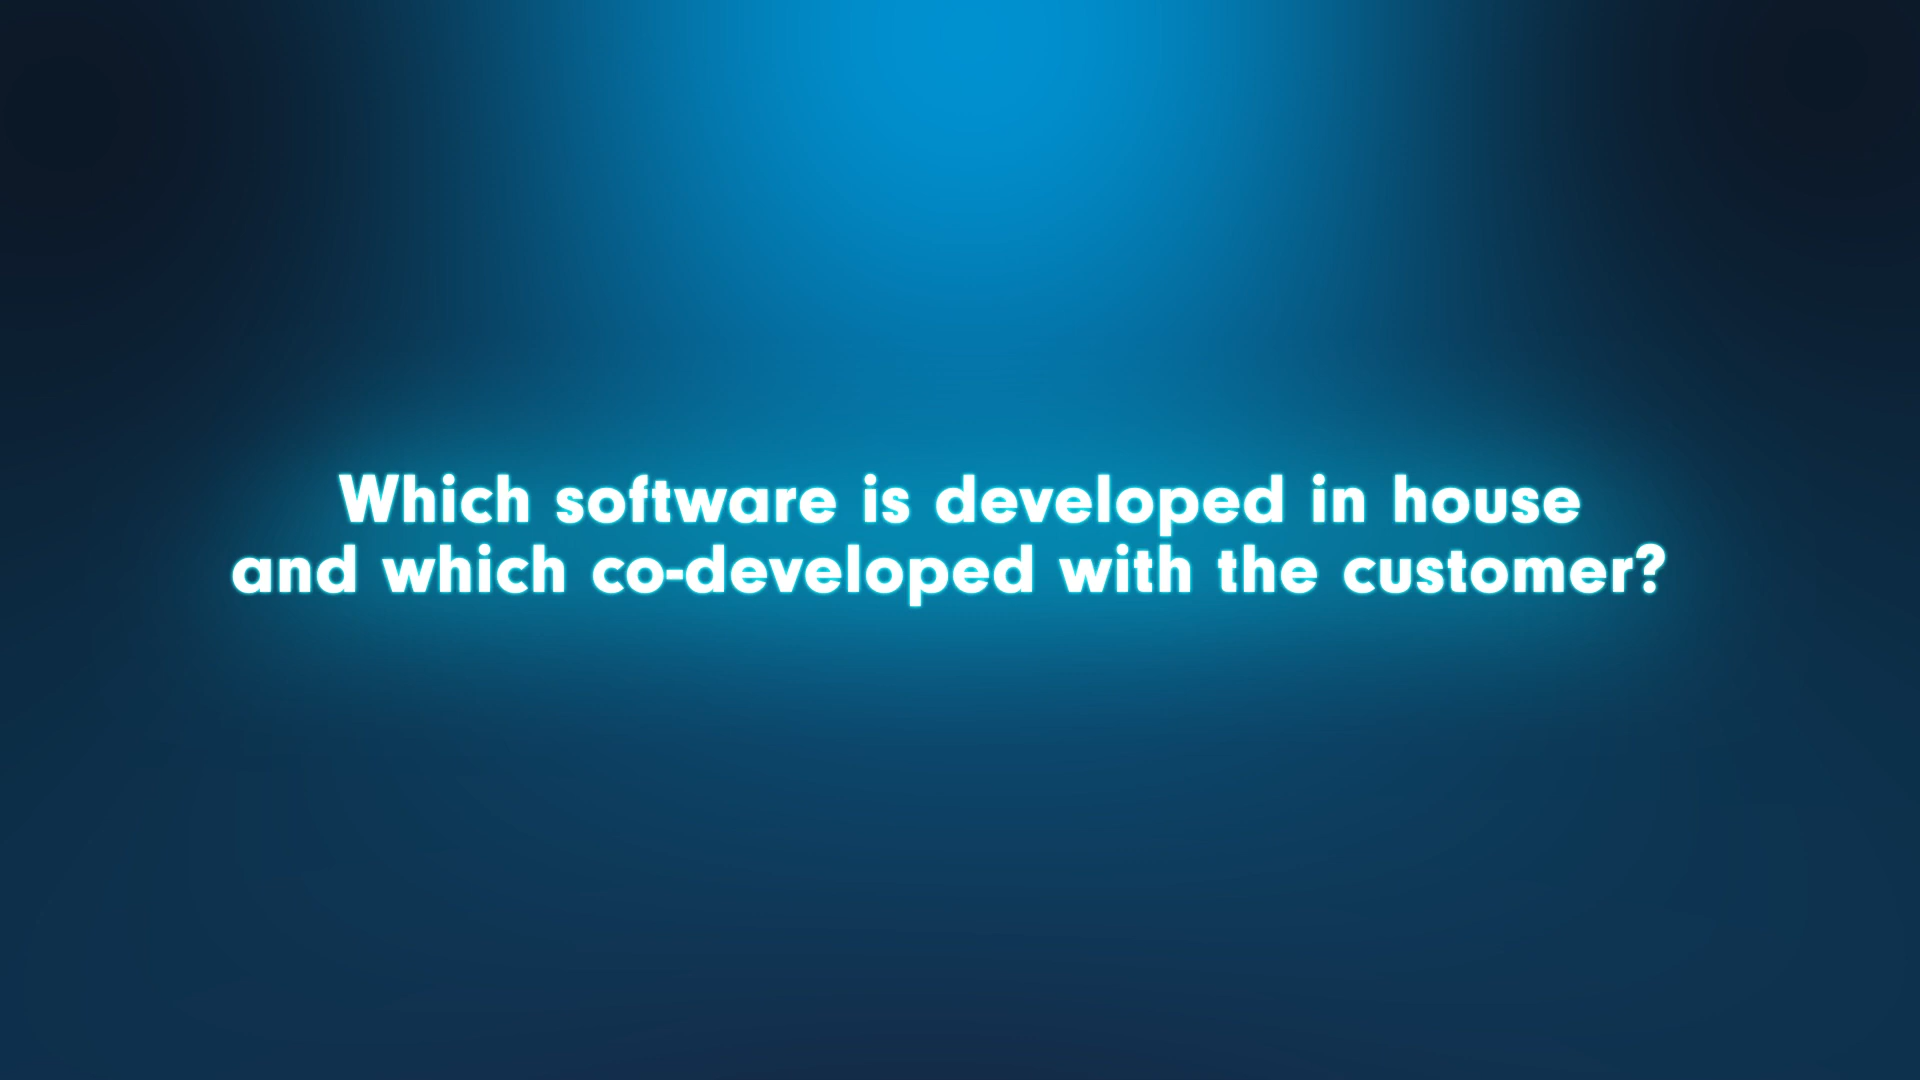 Which software is developed in house
and which co-developed with the customer?